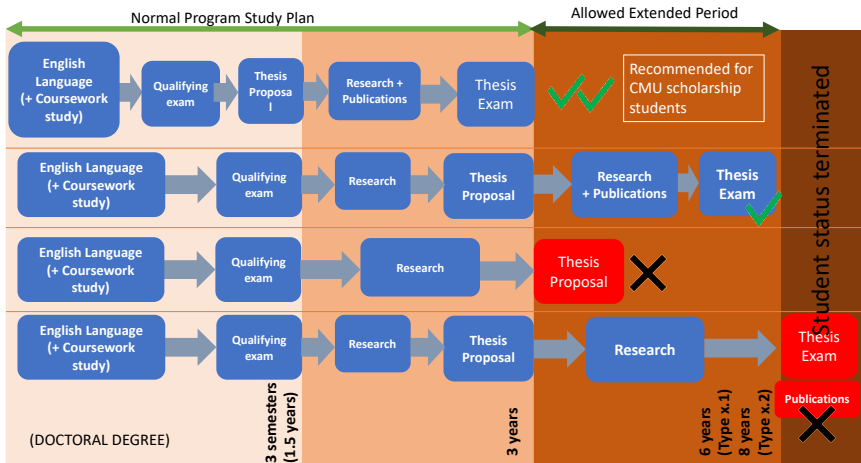 Normal Program Study Plan
Allowed Extended Period
English
Language
(+ Coursework
study)
Qualifying
exam
Thesis
Proposa
l
Research +
Publications
Thesis
Exam
Recommended for
CMU scholarship
students
English Language
(+ Coursework
study)
Qualifying
exam
Research
Thesis
Proposal
Research
+ Publications
Thesis
Exam
English Language
(+ Coursework
study)
Qualifying
exam
Research
Thesis
Proposal
English Language
(+ Coursework
study)
Qualifying
exam
Research
Thesis
Proposal
Research
Thesis
Exam
Publications
Student status terminated
(DOCTORAL DEGREE)
3 semesters
(1.5 years)
3 years
6 years
(Type x.1)
8 years
(Type x.2)